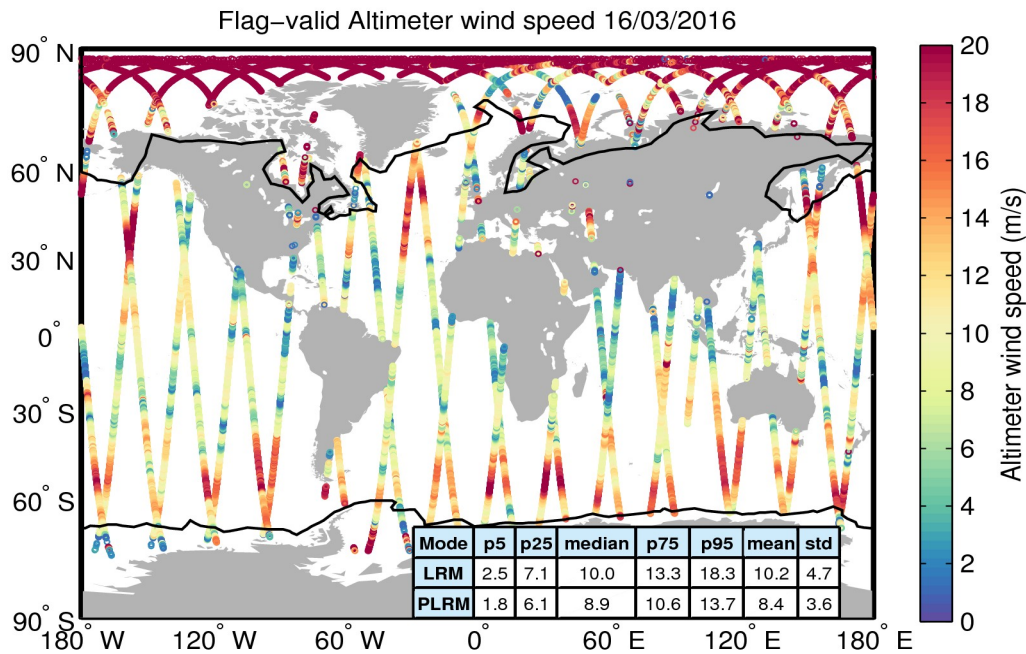 Flag−valid Altimeter wind speed 16/03/2016
90° N
60° N
30° N
0°
30° S
60° S
90° S
180° W
120° W
60° W
0°
60° E
120° E
180° E
20
18
16
14
12
10
8
6
4
2
0
Altimeter wind speed (m/s)
Mode p5 p25 median p75 p95 mean std
LRM 2.5 7.1 10.0 13.3 18.3 10.2 4.7
PLRM 1.8 6.1 8.9 10.6 13.7 8.4 3.6